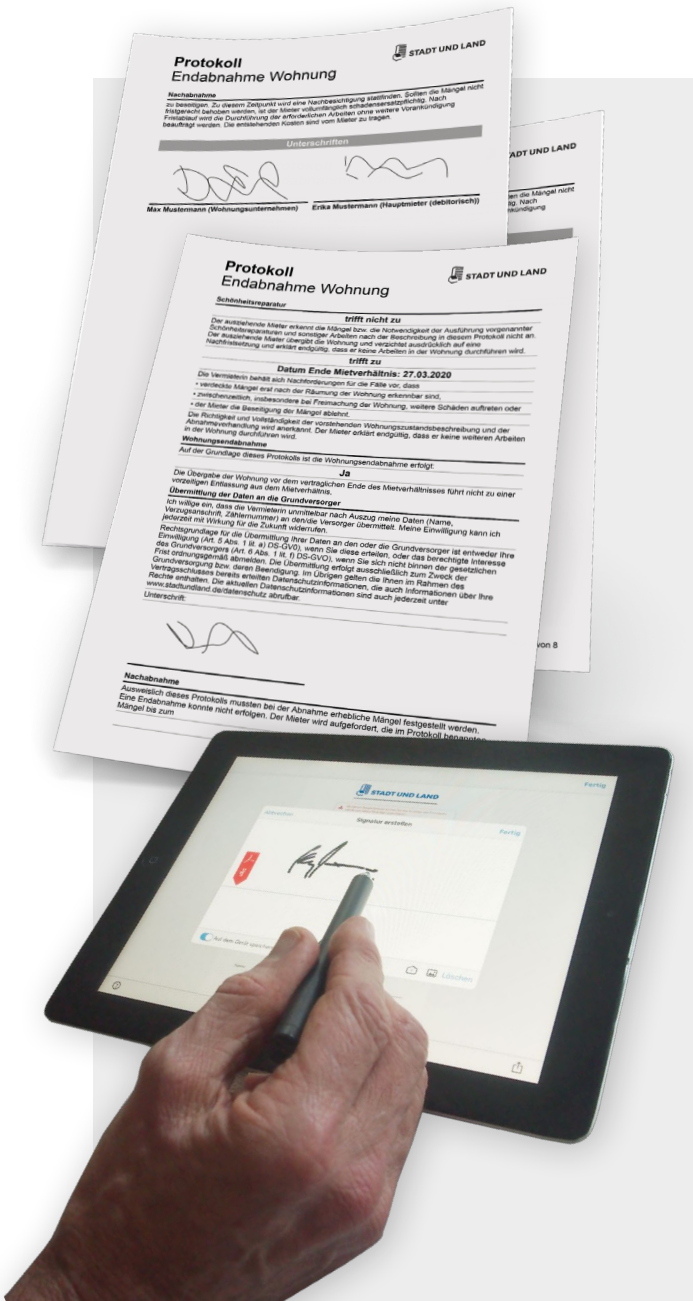 Protokoll
Endabnahme Wohnung
STADT UND LAND
Nachabnahme
zu beseitigen. Zu diesem Zeitpunkt wird eine Nachbesichtigung stattfinden. Sollten die Mängel nicht
fristgerecht behoben werden, ist der Mieter vollumfänglich schadensersatzpflichtig. Nach
Fristablauf wird die Durchführung der erforderlichen Arbeiten ohne weitere Vorankündigung
beauftragt werden. Die entstehenden Kosten sind vom Mieter zu tragen.
Unterschriften
Max Mustermann (Wohnungsunternehmen)
Erika Mustermann (Hauptmieter (debitorisch))
TADT UND LAND
en die Mängel nicht
tig. Nach
nkündigung
von 8
Protokoll
Endabnahme Wohnung
STADT UND LAND
Schönheitsreparatur
trifft nicht zu
Der ausziehende Mieter erkennt die Mängel bzw. die Notwendigkeit der Ausführung vorgenannter
Schönheitsreparaturen und sonstiger Arbeiten nach der Beschreibung in diesem Protokoll nicht an.
Der ausziehende Mieter übergibt die Wohnung und verzichtet ausdrücklich auf eine
Nachfristsetzung und erklärt endgültig, dass er keine Arbeiten in der Wohnung durchführen wird.
trifft zu
Datum Ende Mietverhältnis: 27.03.2020
Die Vermieterin behält sich Nachforderungen für die Fälle vor, dass
• verdeckte Mängel erst nach der Räumung der Wohnung erkennbar sind,
• zwischenzeitlich, insbesondere bei Freimachung der Wohnung, weitere Schäden auftreten oder
• der Mieter die Beseitigung der Mängel ablehnt.
Die Richtigkeit und Vollständigkeit der vorstehenden Wohnungszustandsbeschreibung und der
Abnahmeverhandlung wird anerkannt. Der Mieter erklärt endgültig, dass er keine weiteren Arbeiten
in der Wohnung durchführen wird.
Wohnungsendabnahme
Auf der Grundlage dieses Protokolls ist die Wohnungsendabnahme erfolgt:
Ja
Die Übergabe der Wohnung vor dem vertraglichen Ende des Mietverhältnisses führt nicht zu einer
vorzeitigen Entlassung aus dem Mietverhältnis.
Übermittlung der Daten an die Grundversorger
Ich willige ein, dass die Vermieterin unmittelbar nach Auszug meine Daten (Name,
Verzugsanschrift, Zählernummer) an den/die Versorger übermittelt. Meine Einwilligung kann ich
jederzeit mit Wirkung für die Zukunft widerrufen.
Rechtsgrundlage für die Übermittlung Ihrer Daten an den oder die Grundversorger ist entweder Ihre
Einwilligung (Art. 5 Abs. 1 lit. a) DS-GVO), wenn Sie diese erteilen, oder das berechtigte Interesse
des Grundversorgers (Art. 6 Abs. 1 lit. f) DS-GVO), wenn Sie sich nicht binnen der gesetzlichen
Frist ordnungsgemäß abmelden. Die Übermittlung erfolgt ausschließlich zum Zweck der
Grundversorgung bzw. deren Beendigung. Im Übrigen gelten die Ihnen im Rahmen des
Vertragsschlusses bereits erteilten Datenschutzinformationen, die auch Informationen über Ihre
Rechte enthalten. Die aktuellen Datenschutzinformationen sind auch jederzeit unter
www.stadtundland.de/datenschutz abrufbar.
Unterschrift:
Nachabnahme
Ausweislich dieses Protokolls mussten bei der Abnahme erhebliche Mängel festgestellt werden.
Eine Endabnahme konnte nicht erfolgen. Der Mieter wird aufgefordert, die im Protokoll benannten
Mängel bis zum
Fertig
STADT UND LAND
Abbrechen
Signatur erstellen
Fertig
Auf dem Gerät speichern
Löschen